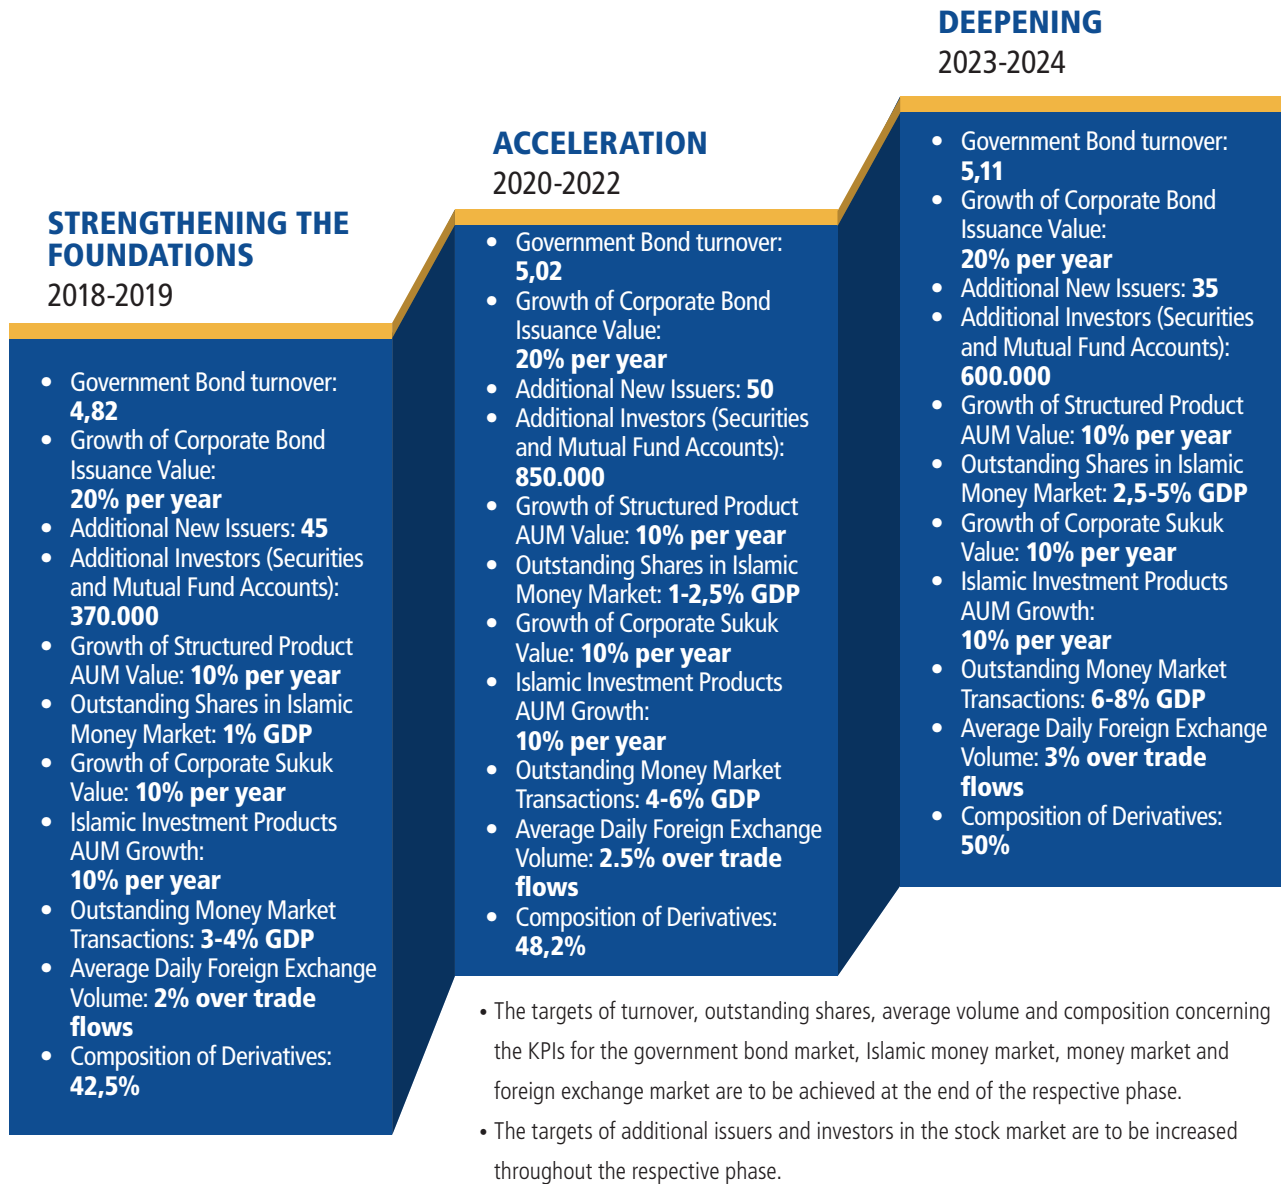 STRENGTHENING THE
FOUNDATIONS
2018-2019
• Government Bond turnover:
4,82
• Growth of Corporate Bond
Issuance Value:
20% per year
• Additional New Issuers: 45
• Additional Investors (Securities
and Mutual Fund Accounts):
370.000
• Growth of Structured Product
AUM Value: 10% per year
• Outstanding Shares in Islamic
Money Market: 1% GDP
• Growth of Corporate Sukuk
Value: 10% per year
• Islamic Investment Products
AUM Growth:
10% per year
• Outstanding Money Market
Transactions: 3-4% GDP
• Average Daily Foreign Exchange
Volume: 2% over trade
flows
• Composition of Derivatives:
42,5%
ACCELERATION
2020-2022
• Government Bond turnover:
5,02
• Growth of Corporate Bond
Issuance Value:
20% per year
• Additional New Issuers: 50
• Additional Investors (Securities
and Mutual Fund Accounts):
850.000
• Growth of Structured Product
AUM Value: 10% per year
• Outstanding Shares in Islamic
Money Market: 1-2,5% GDP
• Growth of Corporate Sukuk
Value: 10% per year
• Islamic Investment Products
AUM Growth:
10% per year
• Outstanding Money Market
Transactions: 4-6% GDP
• Average Daily Foreign Exchange
Volume: 2.5% over trade
flows
• Composition of Derivatives:
48,2%
DEEPENING
2023-2024
• Government Bond turnover:
5,11
• Growth of Corporate Bond
Issuance Value:
20% per year
• Additional New Issuers: 35
• Additional Investors (Securities
and Mutual Fund Accounts):
600.000
• Growth of Structured Product
AUM Value: 10% per year
• Outstanding Shares in Islamic
Money Market: 2,5-5% GDP
• Growth of Corporate Sukuk
Value: 10% per year
• Islamic Investment Products
AUM Growth:
10% per year
• Outstanding Money Market
Transactions: 6-8% GDP
• Average Daily Foreign Exchange
Volume: 3% over trade
flows
• Composition of Derivatives:
50%
• The targets of turnover, outstanding shares, average volume and composition concerning
the KPIs for the government bond market, Islamic money market, money market and
foreign exchange market are to be achieved at the end of the respective phase.
• The targets of additional issuers and investors in the stock market are to be increased
throughout the respective phase.